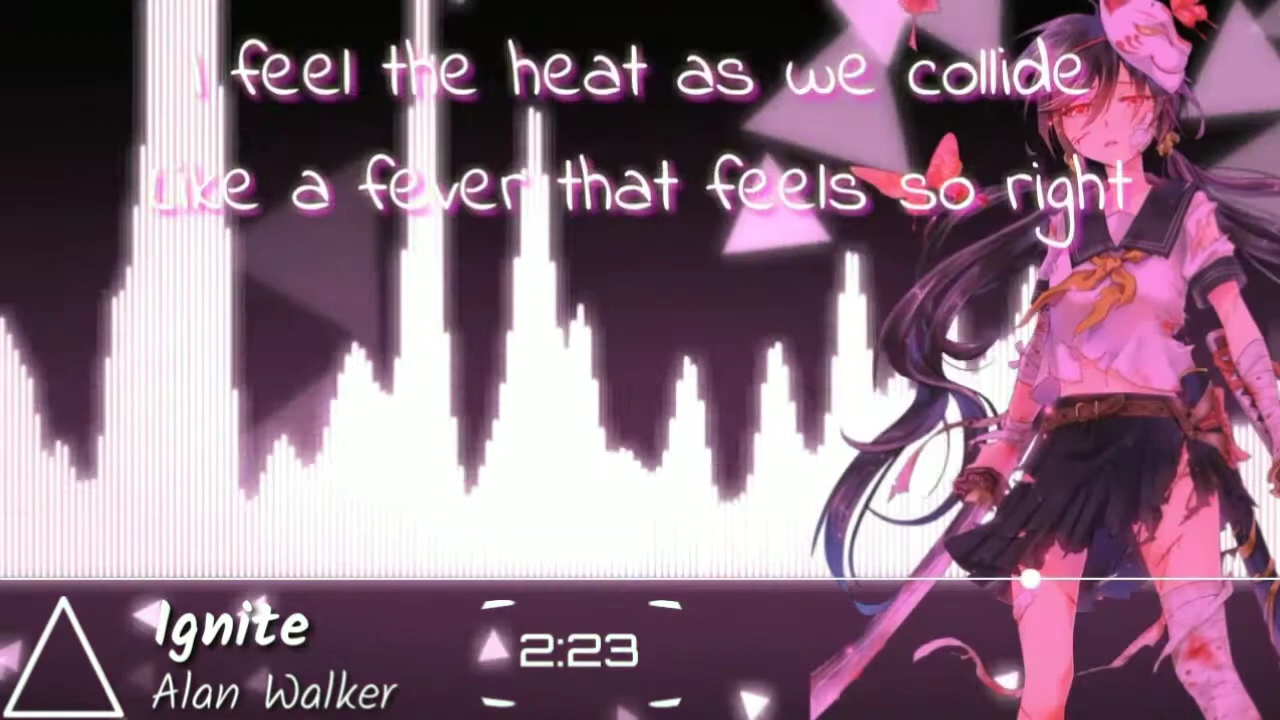 I feel the heat as we collide
Like a fever that feels so right
Ignite
Alan Walker
2:23